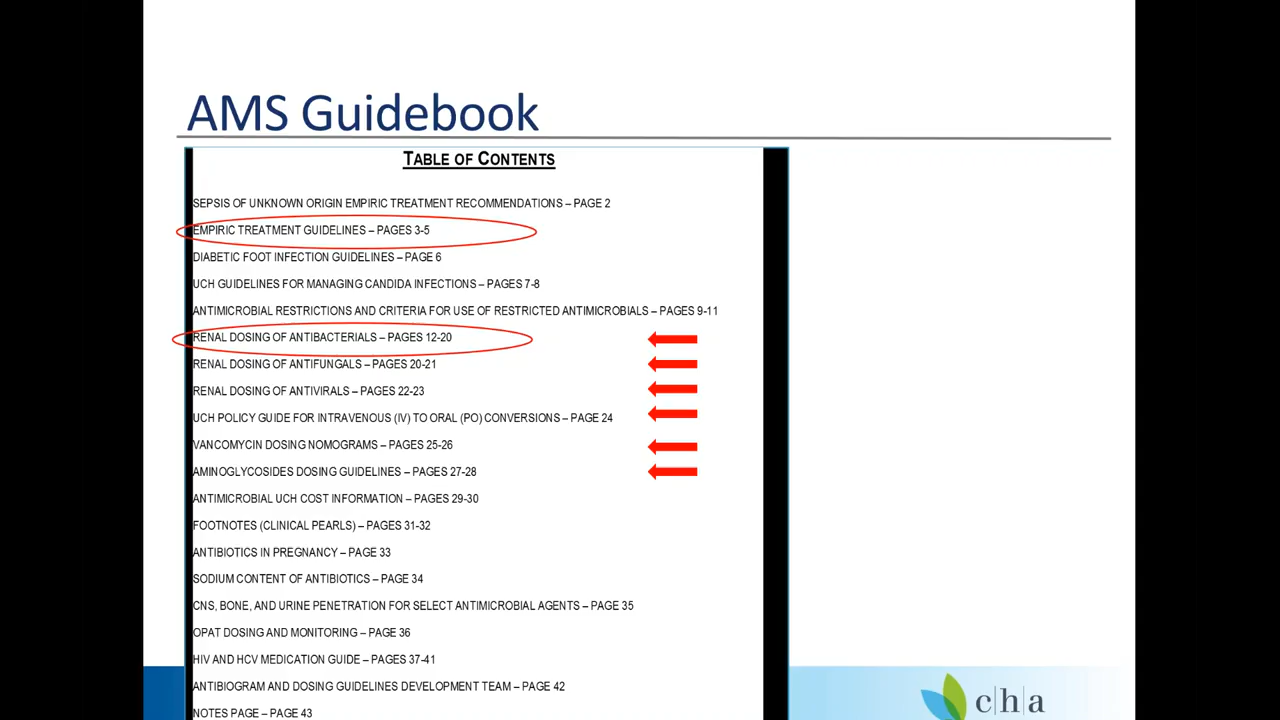 AMS Guidebook
TABLE OF CONTENTS
SEPSIS OF UNKNOWN ORIGIN EMPIRIC TREATMENT RECOMMENDATIONS – PAGE 2
EMPIRIC TREATMENT GUIDELINES – PAGES 3-5
DIABETIC FOOT INFECTION GUIDELINES – PAGE 6
UCH GUIDELINES FOR MANAGING CANDIDA INFECTIONS – PAGES 7-8
ANTIMICROBIAL RESTRICTIONS AND CRITERIA FOR USE OF RESTRICTED ANTIMICROBIALS – PAGES 9-11
RENAL DOSING OF ANTIBACTERIALS – PAGES 12-20
RENAL DOSING OF ANTIFUNGALS – PAGES 20-21
RENAL DOSING OF ANTIVIRALS – PAGES 22-23
UCH POLICY GUIDE FOR INTRAVENOUS (IV) TO ORAL (PO) CONVERSIONS – PAGE 24
VANCOMYCIN DOSING NOMOGRAMS – PAGES 25-26
AMINOGLYCOSIDES DOSING GUIDELINES – PAGES 27-28
ANTIMICROBIAL UCH COST INFORMATION – PAGES 29-30
FOOTNOTES (CLINICAL PEARLS) – PAGES 31-32
ANTIBIOTICS IN PREGNANCY – PAGE 33
SODIUM CONTENT OF ANTIBIOTICS – PAGE 34
CNS, BONE, AND URINE PENETRATION FOR SELECT ANTIMICROBIAL AGENTS – PAGE 35
OPAT DOSING AND MONITORING – PAGE 36
HIV AND HCV MEDICATION GUIDE – PAGES 37-41
ANTIBIOGRAM AND DOSING GUIDELINES DEVELOPMENT TEAM – PAGE 42
NOTES PAGE – PAGE 43
c|h|a